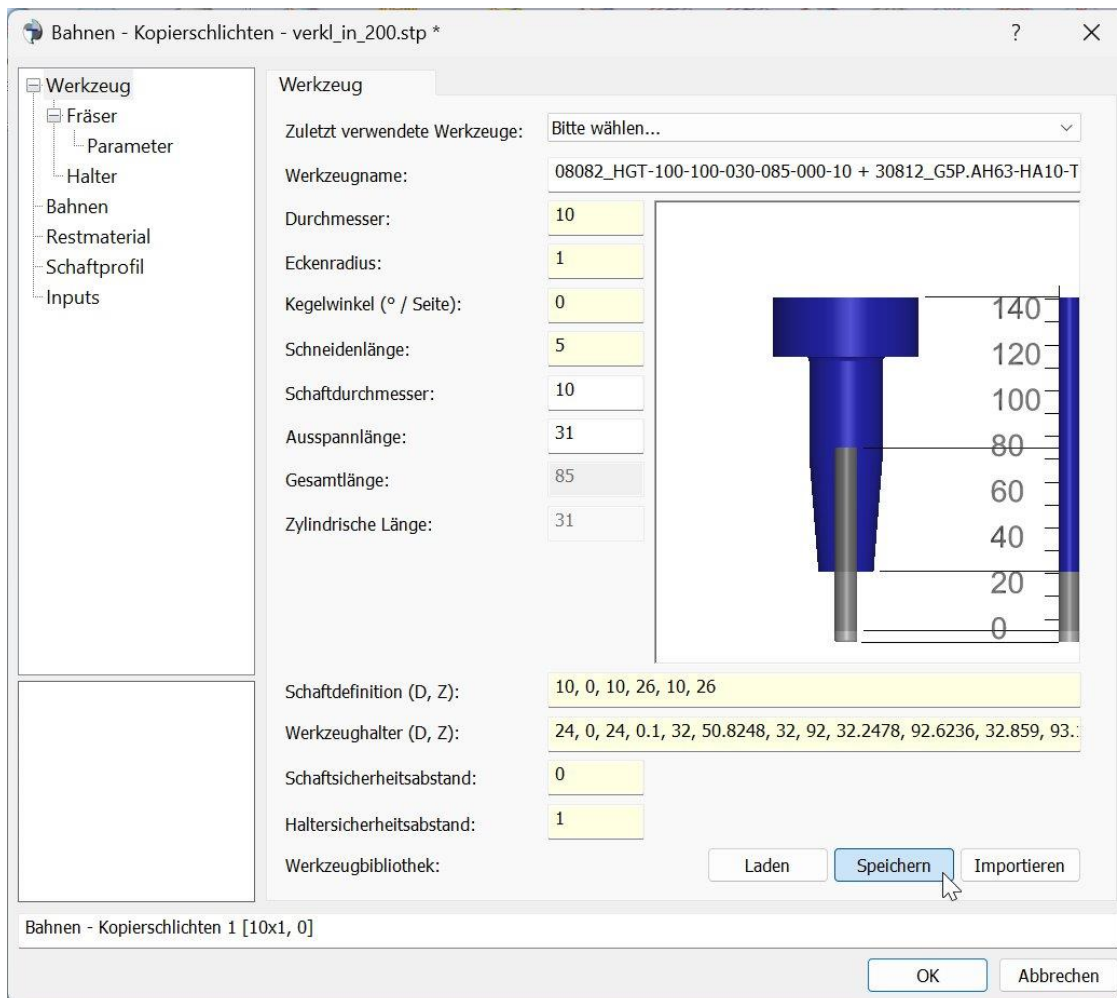 Bahnen - Kopierschlichten - verkl_in_200.stp *
?
Werkzeug
Fräser
Parameter
Halter
Bahnen
Restmaterial
Schaftprofil
Inputs
Werkzeug
Zuletzt verwendete Werkzeuge: Bitte wählen...
Werkzeugname: 08082_HGT-100-100-030-085-000-10 + 30812_G5P.AH63-HA10-T
Durchmesser: 10
Eckenradius: 1
Kegelwinkel (° / Seite): 0
Schneidenlänge: 5
Schaftdurchmesser: 10
Ausspannlänge: 31
Gesamtlänge: 85
Zylindrische Länge: 31
140
120
100
80
60
40
20
0
Schaftdefinition (D, Z): 10, 0, 10, 26, 10, 26
Werkzeughalter (D, Z): 24, 0, 24, 0.1, 32, 50.8248, 32, 92, 32.2478, 92.6236, 32.859, 93.
Schaftsicherheitsabstand: 0
Haltersicherheitsabstand: 1
Werkzeugbibliothek: Laden Speichern Importieren
Bahnen - Kopierschlichten 1 [10x1, 0]
OK Abbrechen